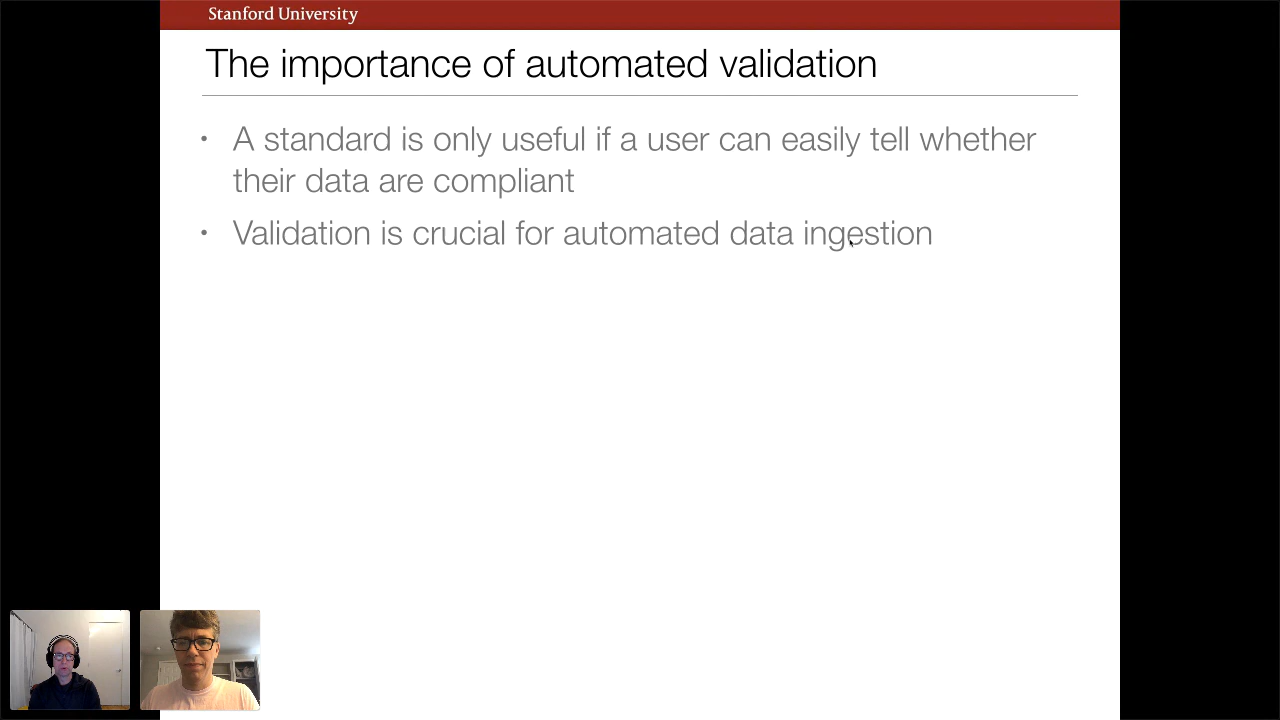 Stanford University
The importance of automated validation
• A standard is only useful if a user can easily tell whether
their data are compliant
• Validation is crucial for automated data ingestion